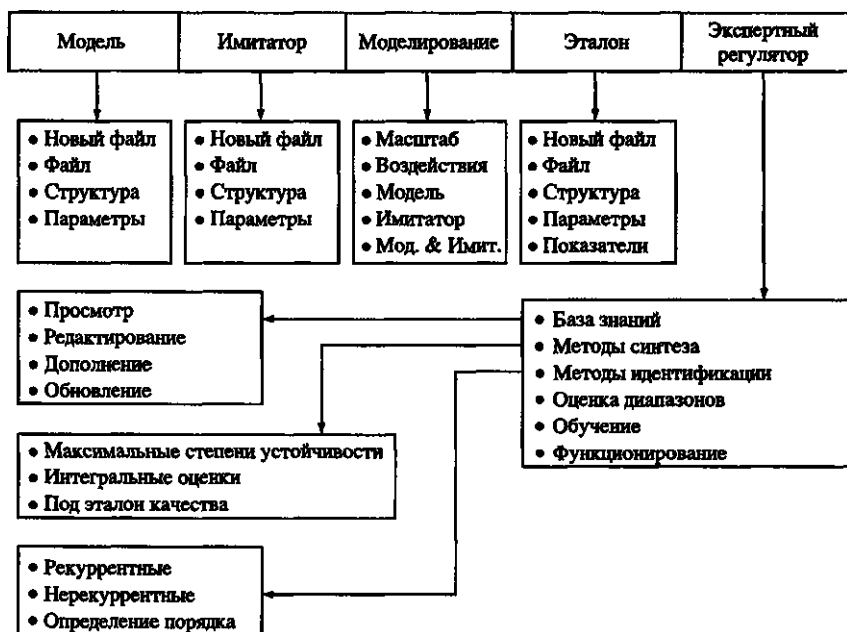 Модель
Имитатор
Моделирование
Эталон
Экспертный
регулятор
• Новый файл
• Файл
• Структура
• Параметры
• Новый файл
• Файл
• Структура
• Параметры
• Масштаб
• Воздействия
• Модель
• Имитатор
• Мод. & Имит.
• Новый файл
• Файл
• Структура
• Параметры
• Показатели
• Просмотр
• Редактирование
• Дополнение
• Обновление
• База знаний
• Методы синтеза
• Методы идентификации
• Оценка диапазонов
• Обучение
• Функционирование
• Максимальные степени устойчивости
• Интегральные оценки
• Под эталон качества
• Рекуррентные
• Нерекуррентные
• Определение порядка